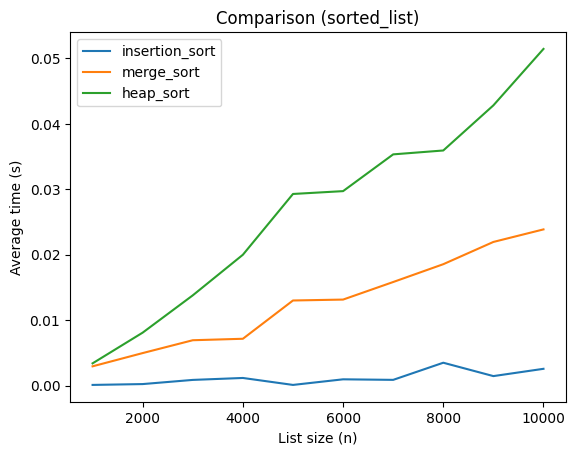 Comparison (sorted_list)
insertion_sort
merge_sort
heap_sort
Average time (s)
0.05
0.04
0.03
0.02
0.01
0.00
2000 4000 6000 8000 10000
List size (n)